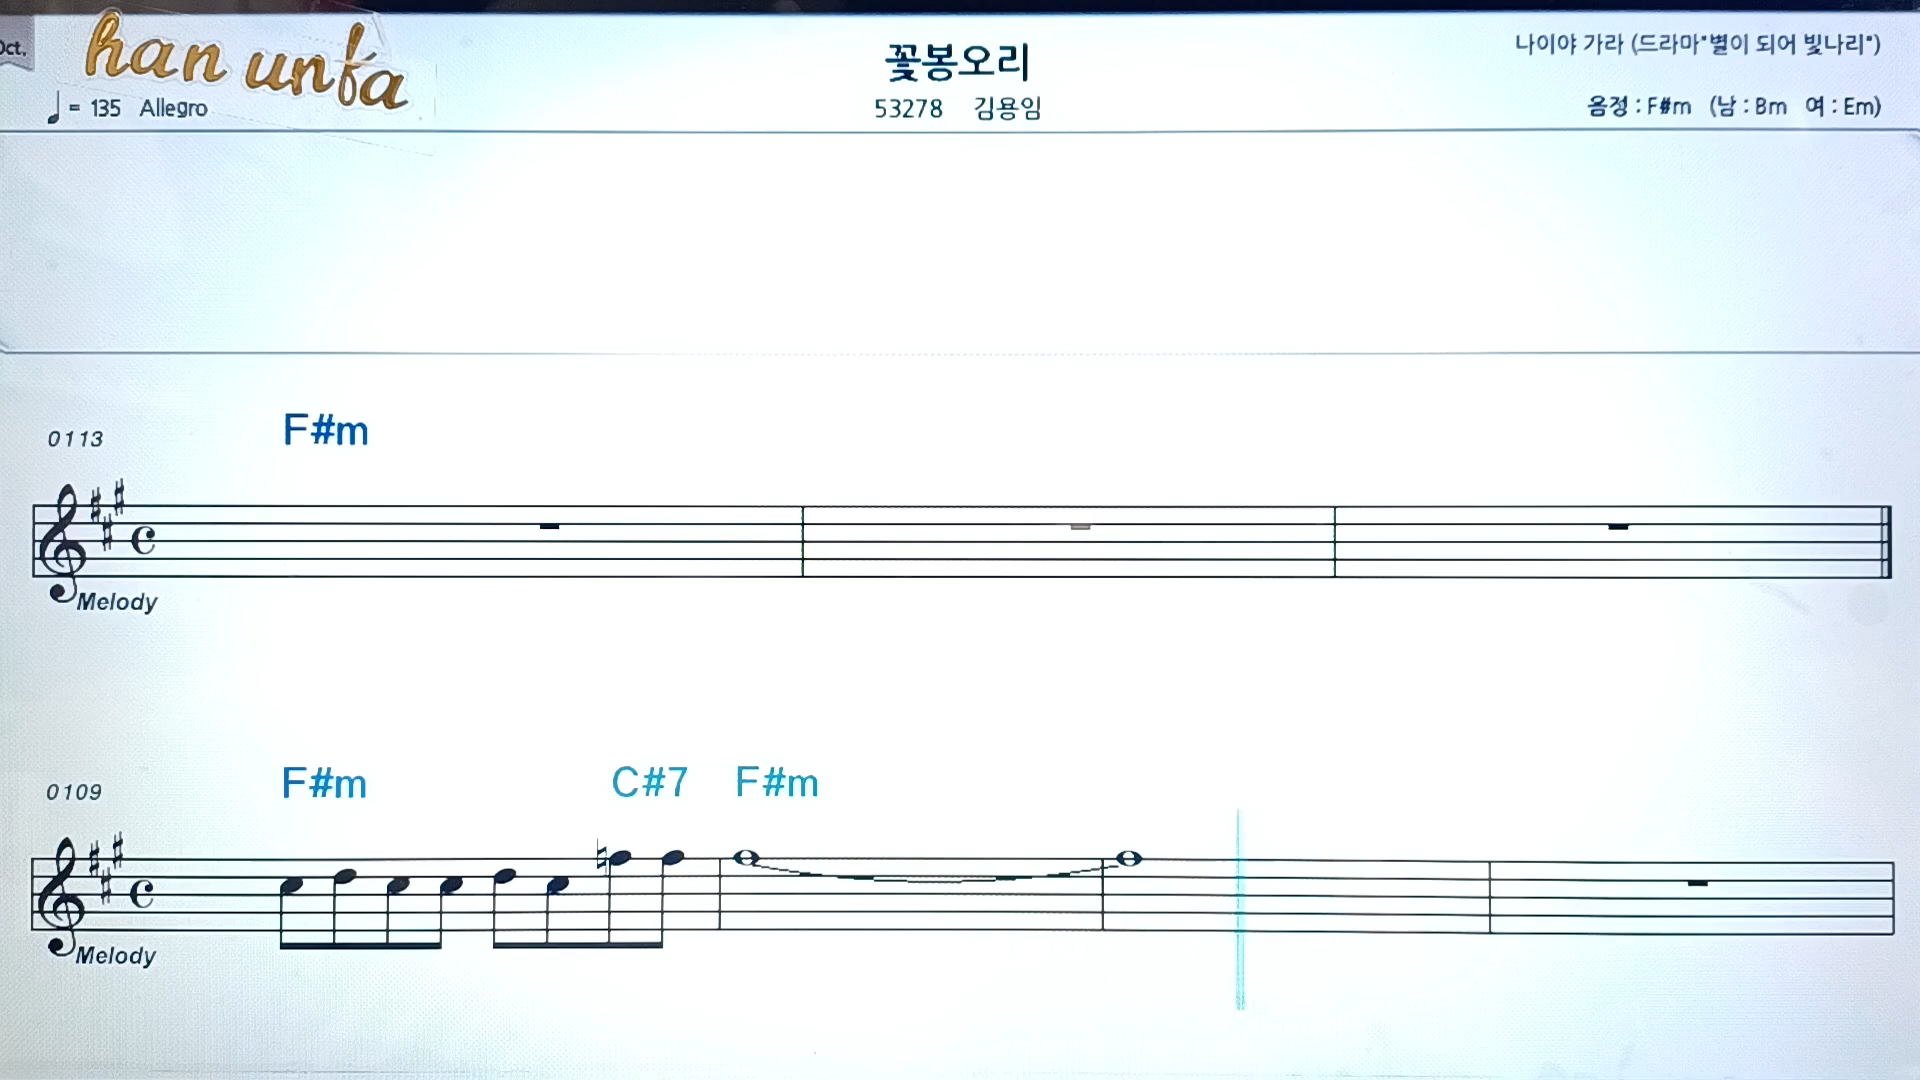 Oct.
han unfa
♩ = 135 Allegro
꽃봉오리
53278 김용임
나이야 가라 (드라마"별이 되어 빛나리")
음정 : F#m (남 : Bm 여 : Em)
0113
F#m
Melody
0109
F#m C#7 F#m
Melody